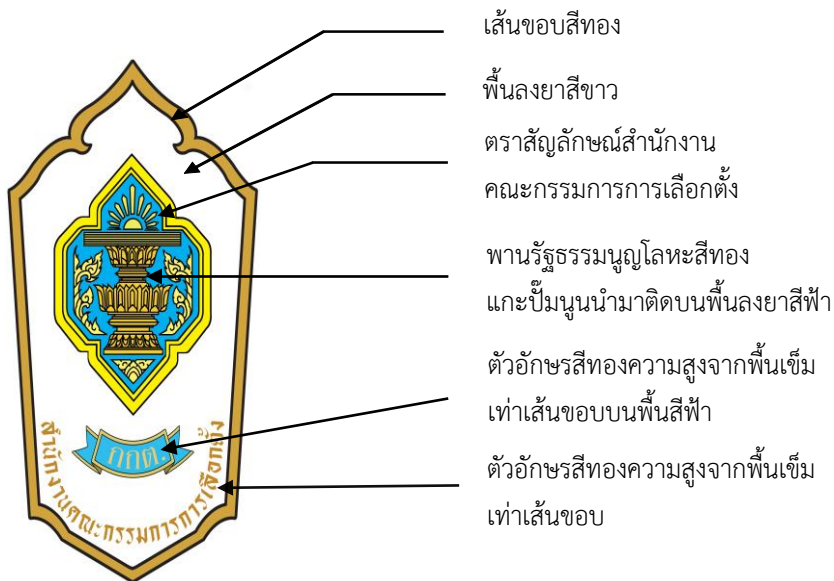 เส้นขอบสีทอง
พื้นลงยาสีขาว
ตราสัญลักษณ์สำนักงาน
คณะกรรมการการเลือกตั้ง
พานรัฐธรรมนูญโลหะสีทอง
แกะปั๊มนูนนำมาติดบนพื้นลงยาสีฟ้า
ตัวอักษรสีทองความสูงจากพื้นเข็ม
เท่าเส้นขอบบนพื้นสีฟ้า
ตัวอักษรสีทองความสูงจากพื้นเข็ม
เท่าเส้นขอบ
กกต.
สำนักงานคณะกรรมการการเลือกตั้ง